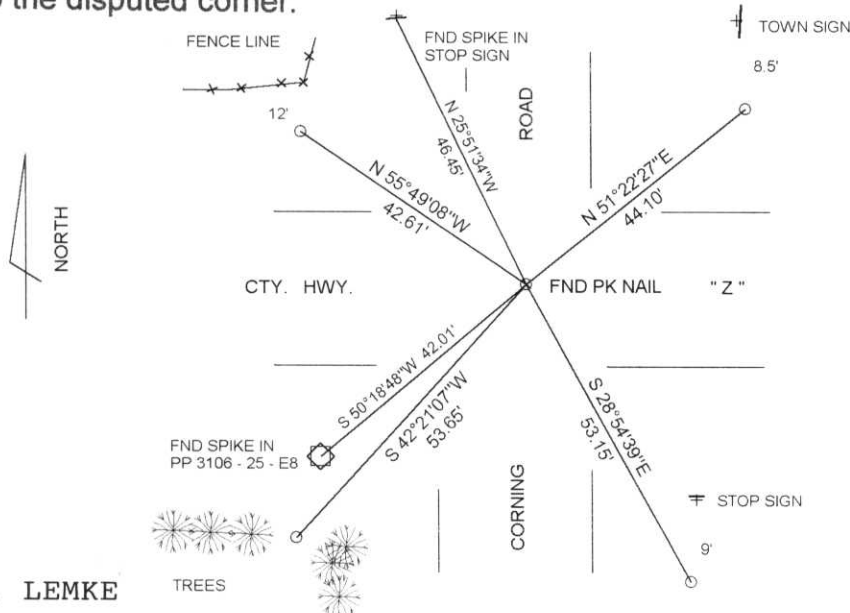 the disputed corner.
FENCE LINE
FND SPIKE IN
STOP SIGN
TOWN SIGN
8.5'
12'
ROAD
N 25°51'34"W
46.45'
N 51°22'27"E
44.10'
N 55°49'08"W
42.61'
NORTH
CTY. HWY.
FND PK NAIL
"Z"
S 50°18'48"W 42.01'
S 42°21'07"W
53.65'
S 28°54'39"E
53.15'
FND SPIKE IN
PP 3106 - 25 - E8
CORNING
STOP SIGN
9'
LEMKE
TREES